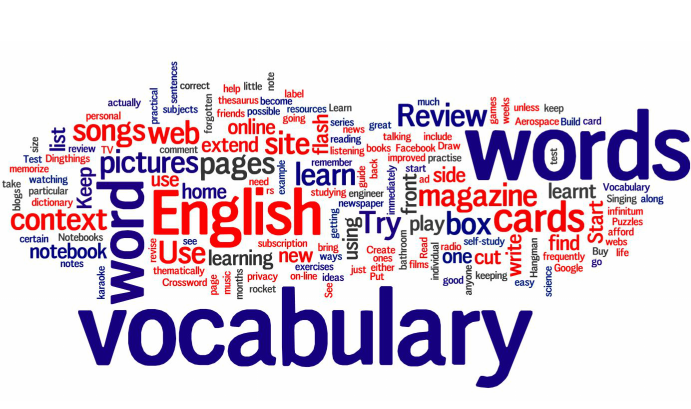 sentences
correct
note
actually
practical
help
little
label
thesaurus
become
personal
subjects
forgotten
friends
possible
resources
Learn
much
games
weeks
unless
keep
going
series
Review
Aerospace
Build
card
size
list
songs
web
online
flash
news
great
talking
include
words
review
TV
comment
extend
site
reading
listening
books
Facebook
Draw
test
Test
Dingthings
pictures
pages
remember
improved
practise
memorize
guide
back
start
take
watching
Keep
use
home
need
rs
example
learn
immediately
ad
side
blogs
particular
dictionary
word
English
studying
engineer
front
magazine
learnt
Vocabulary
Singing
along
context
newspaper
getting
Try
play
box
cards
Start
infinitum
Puzzles
afford
certain
Notebooks
revise
see
using
notebook
Use
learning
subscription
new
bring
ways
Create
ones
bathroom
Read
radio
self-study
one
cut
write
Hangman
find
webs
Buy
life
go
notes
thematically
exercises
just
either
Put
films
individual
good
anyone
keeping
easy
frequently
Google
science
karaoke
Crossword
page
music
months
privacy
rocket
on-line
ideas
See
vocabulary